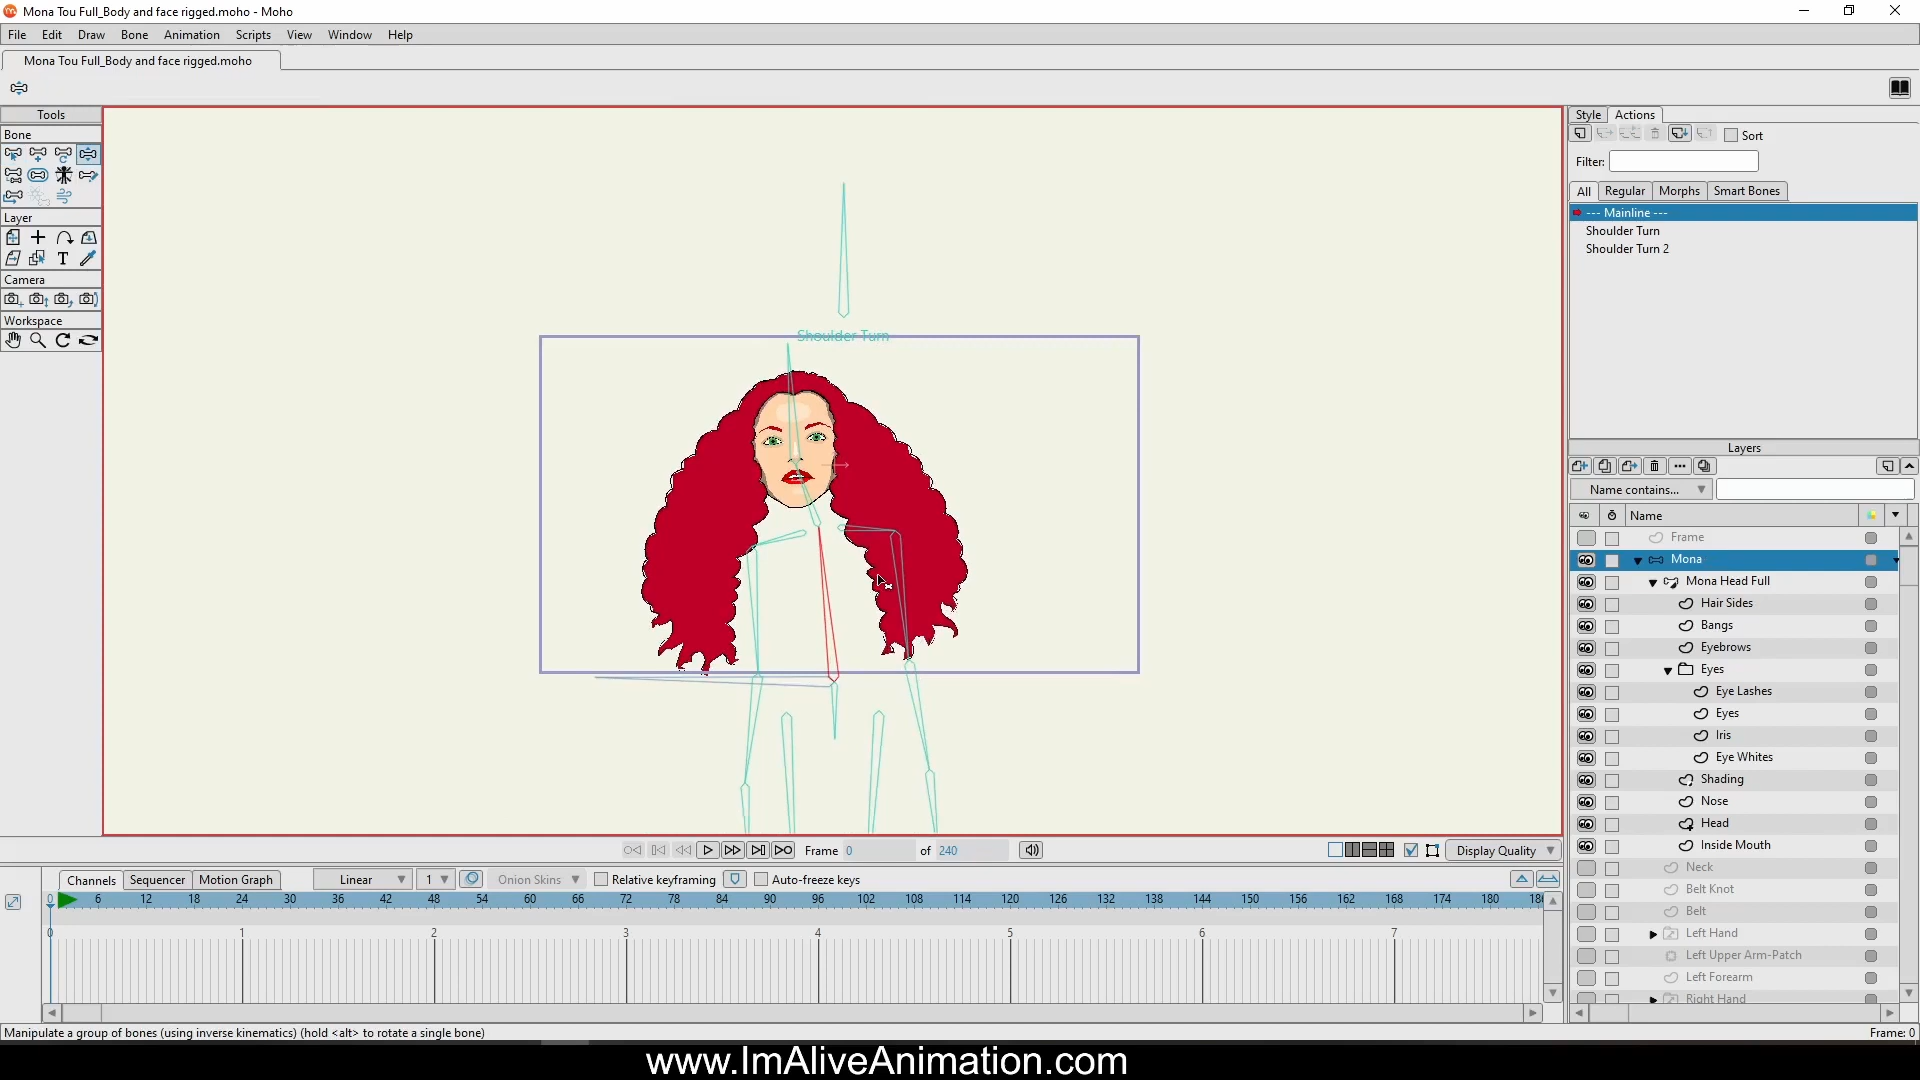 Mona Tou Full_Body and face rigged.moho - Moho
File Edit Draw Bone Animation Scripts View Window Help
Mona Tou Full_Body and face rigged.moho
Tools
Bone
Layer
T
Camera
Workspace
Shoulder Turn
Style Actions
Sort
Filter:
All Regular Morphs Smart Bones
--- Mainline ---
Shoulder Turn
Shoulder Turn 2
Layers
Name contains...
Name
Frame
Mona
Mona Head Full
Hair Sides
Bangs
Eyebrows
Eyes
Eye Lashes
Eyes
Iris
Eye Whites
Shading
Nose
Head
Inside Mouth
Neck
Belt Knot
Belt
Left Hand
Left Upper Arm-Patch
Left Forearm
Right Hand
Frame 0 of 240
Display Quality
Channels Sequencer Motion Graph Linear 1 Onion Skins Relative keyframing Auto-freeze keys
0 6 12 18 24 30 36 42 48 54 60 66 72 78 84 90 96 102 108 114 120 126 132 138 144 150 156 162 168 174 180
0 1 2 3 4 5 6 7
Manipulate a group of bones (using inverse kinematics) (hold <alt> to rotate a single bone)
Frame: 0
www.ImAliveAnimation.com